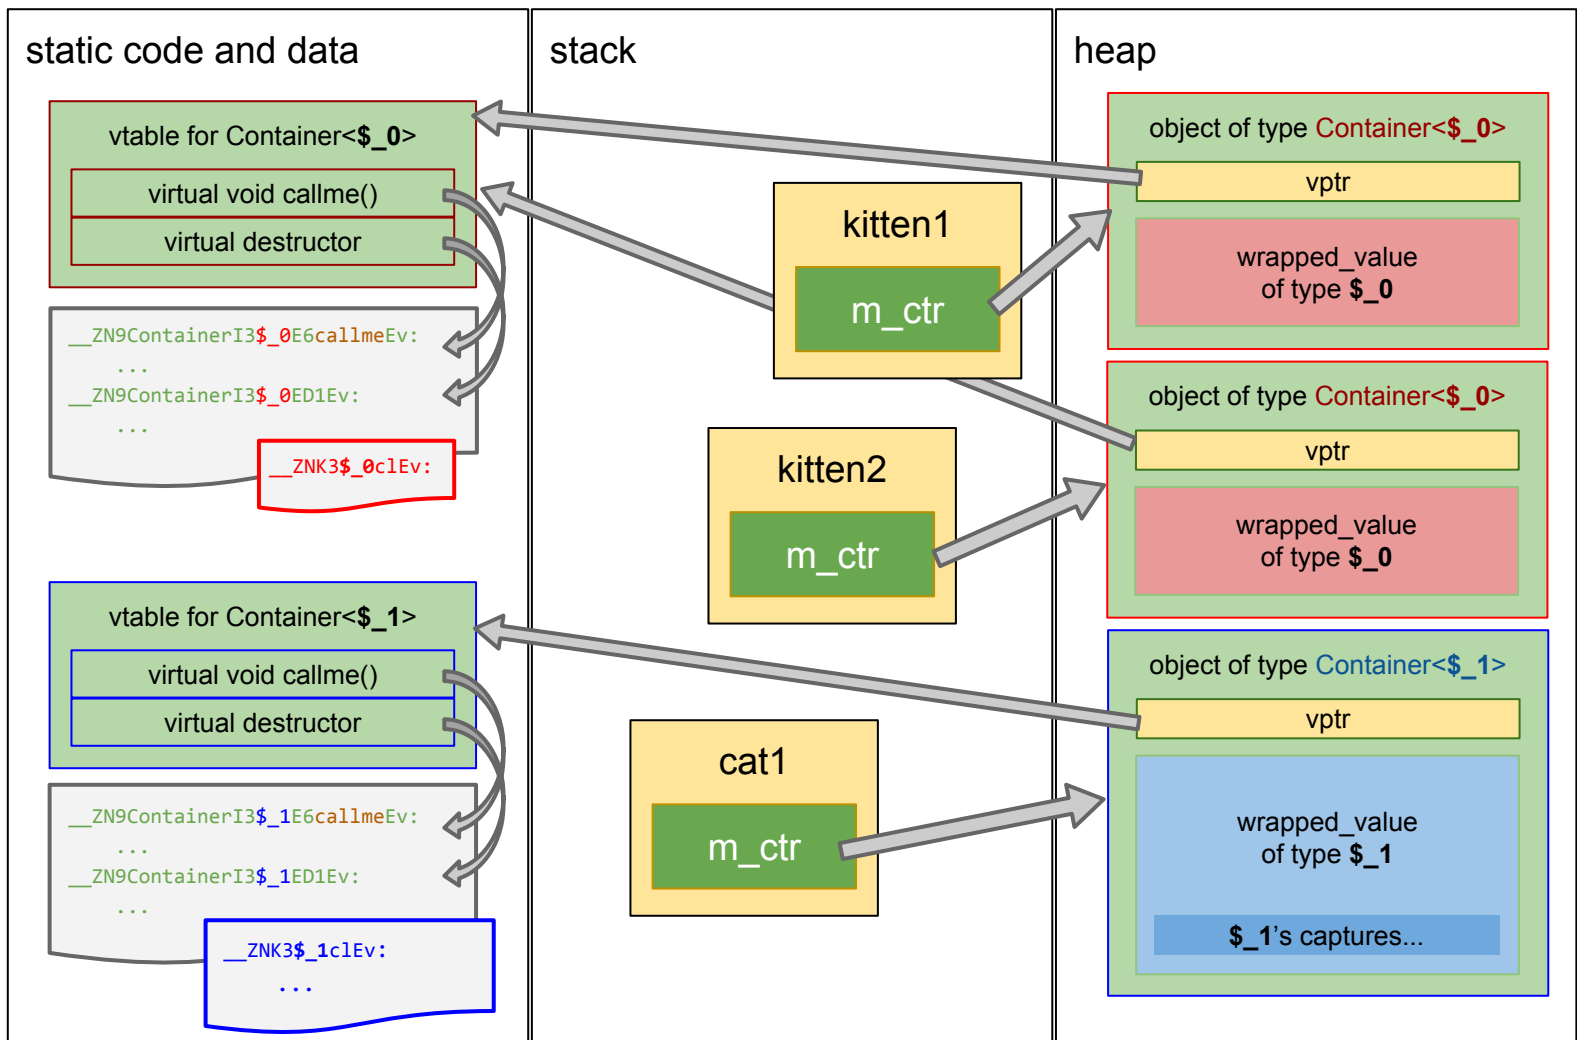 static code and data
vtable for Container<$_0>
virtual void callme()
virtual destructor
__ZN9ContainerI3$_0E6callmeEv:
...
__ZN9ContainerI3$_0ED1Ev:
...
__ZNK3$_0clEv:
vtable for Container<$_1>
virtual void callme()
virtual destructor
__ZN9ContainerI3$_1E6callmeEv:
...
__ZN9ContainerI3$_1ED1Ev:
...
__ZNK3$_1clEv:
...
stack
kitten1
m_ctr
kitten2
m_ctr
cat1
m_ctr
heap
object of type Container<$_0>
vptr
wrapped_value
of type $_0
object of type Container<$_0>
vptr
wrapped_value
of type $_0
object of type Container<$_1>
vptr
wrapped_value
of type $_1
$_1’s captures...